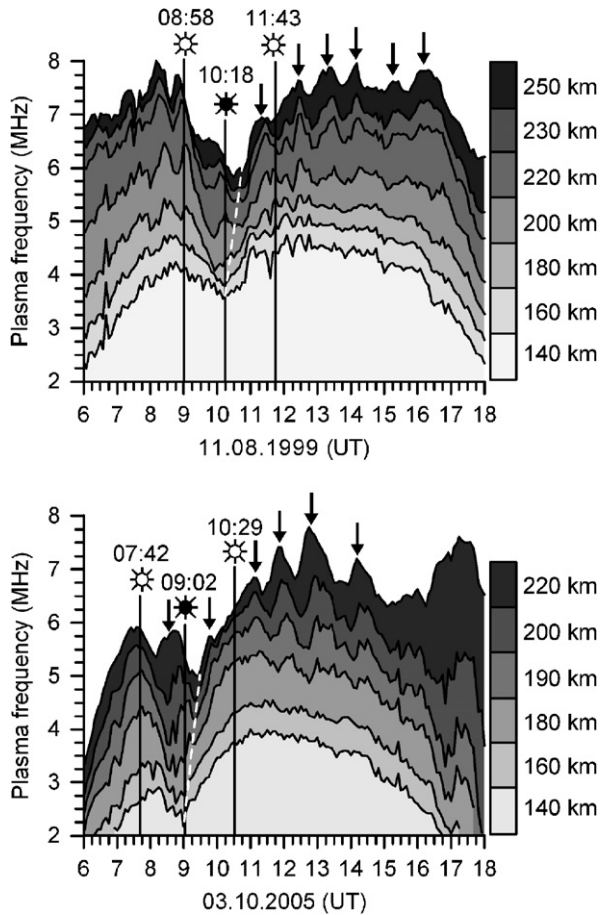 08:58
11:43
10:18
Plasma frequency (MHz)
8
7
6
5
4
3
2
250 km
230 km
220 km
200 km
180 km
160 km
140 km
6 7 8 9 10 11 12 13 14 15 16 17 18
11.08.1999 (UT)
10:29
07:42
09:02
Plasma frequency (MHz)
8
7
6
5
4
3
2
220 km
200 km
190 km
180 km
160 km
140 km
6 7 8 9 10 11 12 13 14 15 16 17 18
03.10.2005 (UT)